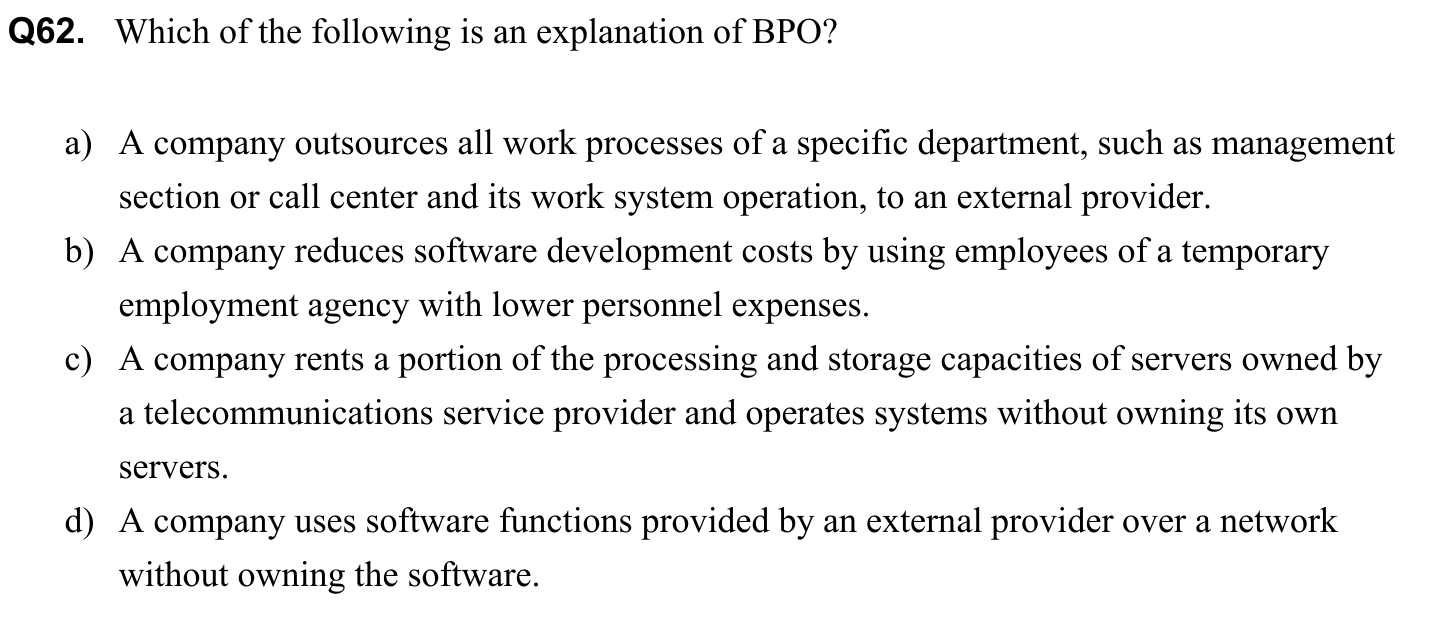 Q62. Which of the following is an explanation of BPO?
a) A company outsources all work processes of a specific department, such as management
section or call center and its work system operation, to an external provider.
b) A company reduces software development costs by using employees of a temporary
employment agency with lower personnel expenses.
c) A company rents a portion of the processing and storage capacities of servers owned by
a telecommunications service provider and operates systems without owning its own
servers.
d) A company uses software functions provided by an external provider over a network
without owning the software.